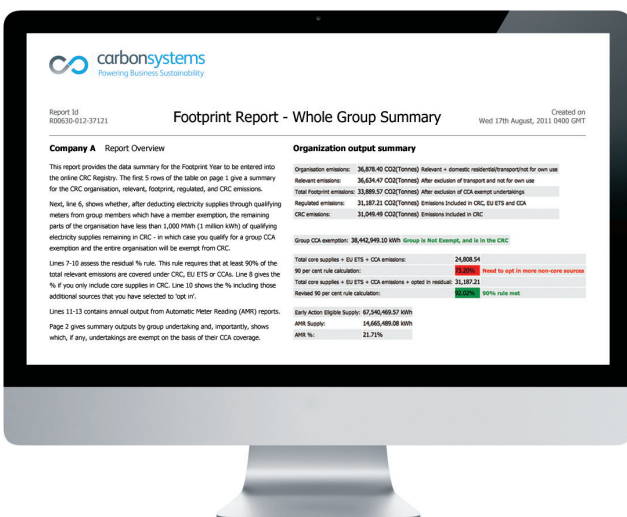 carbonsystems
Powering Business Sustainability
Report Id
R00630-012-37121
Footprint Report - Whole Group Summary
Created on
Wed 17th August, 2011 0400 GMT
Company A Report Overview
This report provides the data summary for the Footprint Year to be entered into
the online CRC Registry. The first 5 rows of the table on page 1 give a summary
for the CRC organisation, relevant, footprint, regulated, and CRC emissions.
Next, line 6, shows whether, after deducting electricity supplies through qualifying
meters from group members which have a member exemption, the remaining
parts of the organisation have less than 1,000 MWh (1 million kWh) of qualifying
electricity supplies remaining in CRC - in which case you qualify for a group CCA
exemption and the entire organisation will be exempt from CRC.
Lines 7-10 assess the residual % rule. This rule requires that at least 90% of the
total relevant emissions are covered under CRC, EU ETS or CCAs. Line 8 gives the
% if you only include core supplies in CRC. Line 10 shows the % including those
additional sources that you have selected to 'opt in'.
Lines 11-13 contains annual output from Automatic Meter Reading (AMR) reports.
Page 2 gives summary outputs by group undertaking and, importantly, shows
which, if any, undertakings are exempt on the basis of their CCA coverage.
Organization output summary
Organisation emissions: 36,878.40 CO2(Tonnes) Relevant + domestic residential/transport/not for own use
Relevant emissions: 36,634.47 CO2(Tonnes) After exclusion of transport and not for own use
Total Footprint emissions: 33,889.57 CO2(Tonnes) After exclusion of CCA exempt undertakings
Regulated emissions: 31,187.21 CO2(Tonnes) Emissions Included in CRC, EU ETS and CCA
CRC emissions: 31,049.49 CO2(Tonnes) Emissions included in CRC
Group CCA exemption: 38,442,949.10 kWh Group is Not Exempt, and is in the CRC
Total core supplies + EU ETS + CCA emissions: 24,808.54
90 per cent rule calculation: 73.20% Need to opt in more non-core sources
Total core supplies + EU ETS + CCA emissions + opted in residual: 31,187.21
Revised 90 per cent rule calculation: 92.02% 90% rule met
Early Action Eligible Supply: 67,540,469.57 kWh
AMR Supply: 14,665,489.08 kWh
AMR %: 21.71%